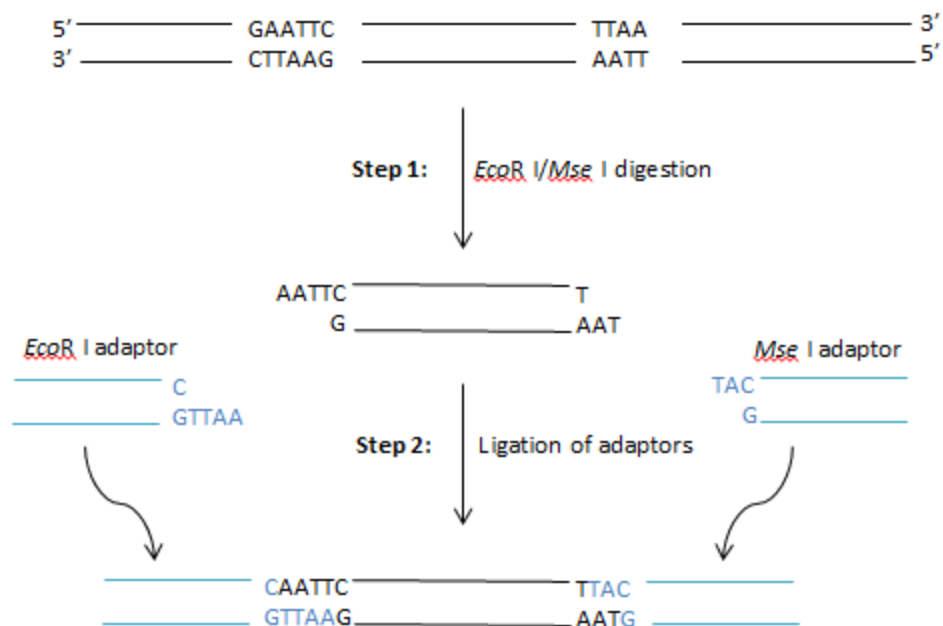 5’ GAATTC TTAA 3’
3’ CTTAAG AATT 5’
Step 1: EcoR I/Mse I digestion
AATTC T
G AAT
EcoR I adaptor
C
GTTAA
Mse I adaptor
TAC
G
Step 2: Ligation of adaptors
CAATTC TTAC
GTTAAG AATG